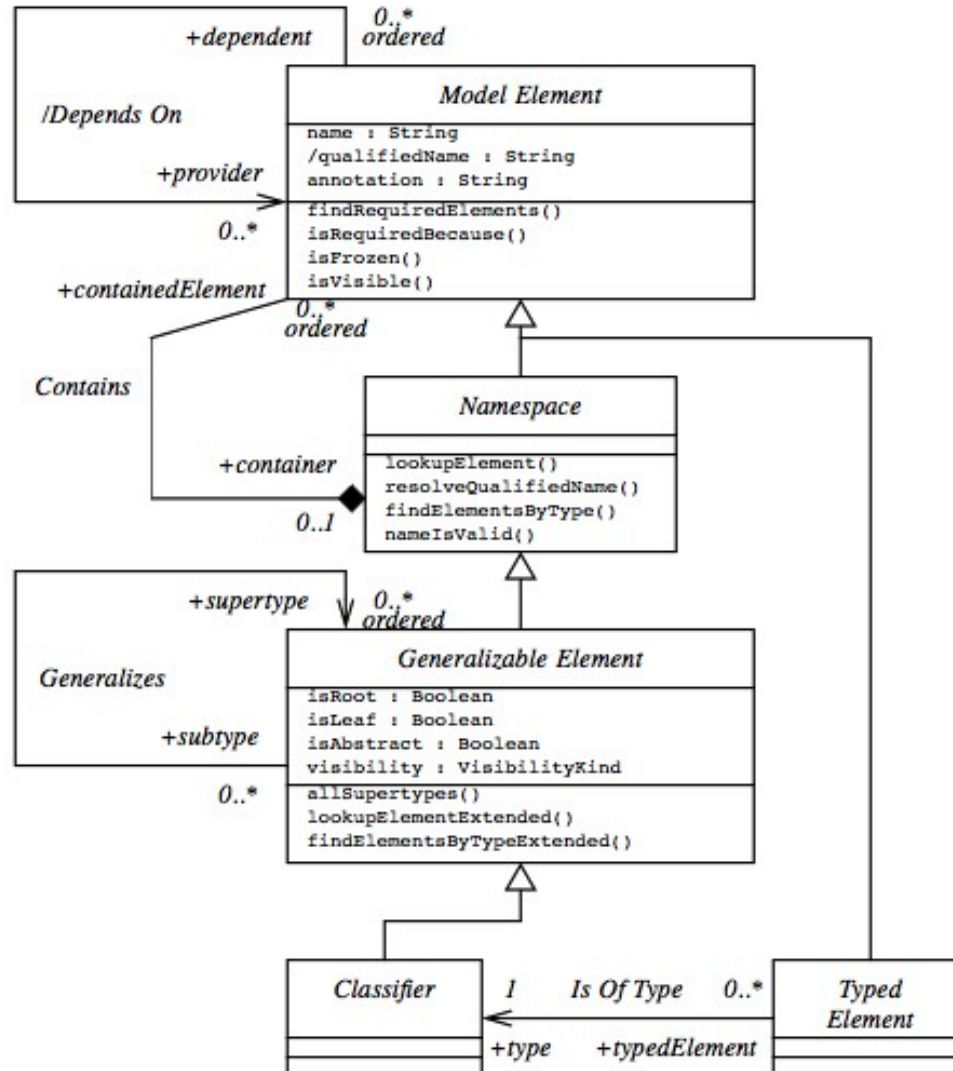 0..*
+dependent ordered
Model Element
/Depends On
name : String
/qualifiedName : String
annotation : String
+provider
0..*
findRequiredElements()
isRequiredBecause()
isFrozen()
isVisible()
+containedElement
0..*
ordered
Contains
Namespace
+container
0..1
lookupElement()
resolveQualifiedName()
findElementsByType()
nameIsValid()
+supertype
0..*
ordered
Generalizable Element
Generalizes
isRoot : Boolean
isLeaf : Boolean
isAbstract : Boolean
visibility : VisibilityKind
+subtype
0..*
allSupertypes()
lookupElementExtended()
findElementsByTypeExtended()
Classifier
1 Is Of Type 0..*
+type +typedElement
Typed
Element